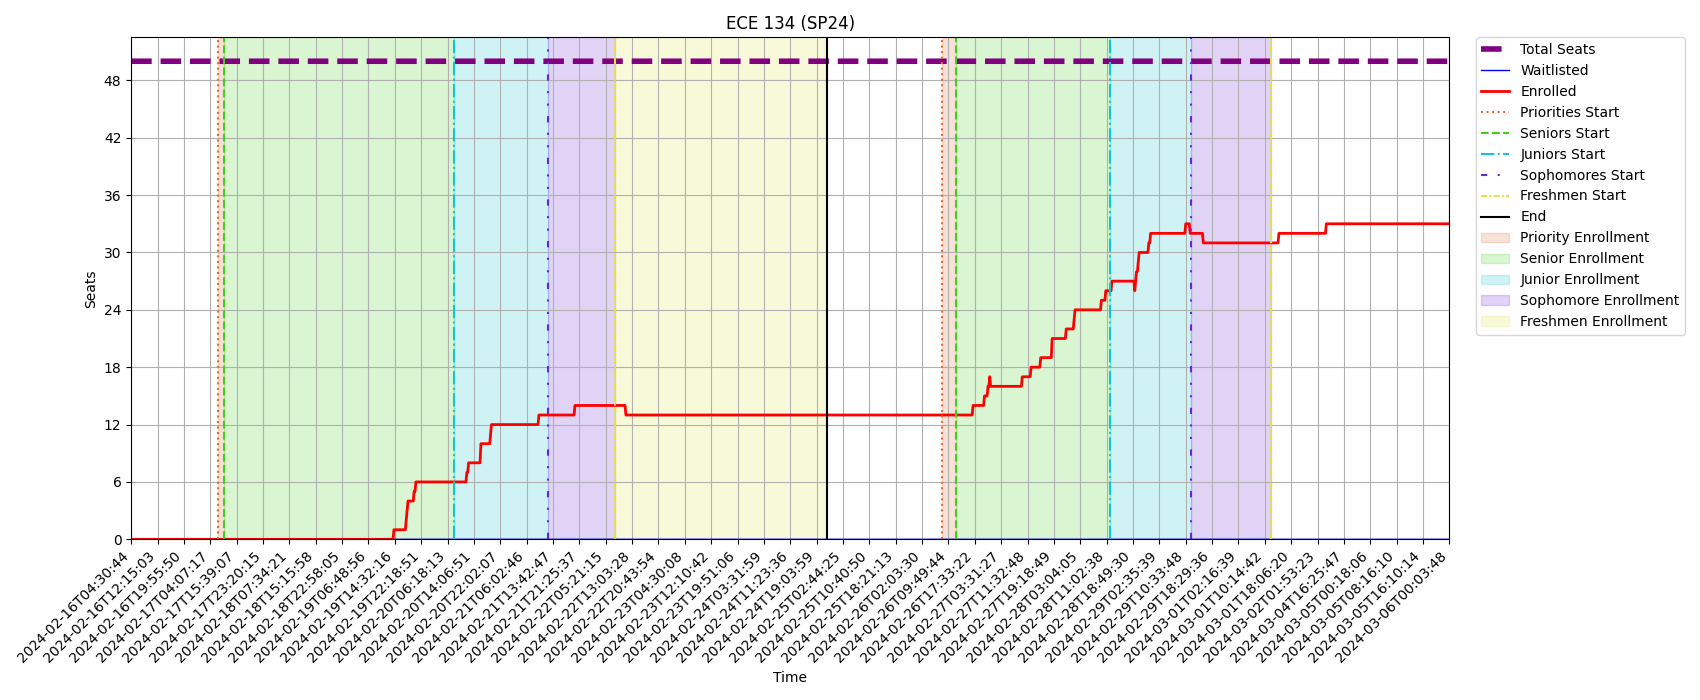 ECE 134 (SP24)
Seats
48
42
36
30
24
18
12
6
0
2024-02-16T04:30:44
2024-02-16T12:15:03
2024-02-16T19:55:50
2024-02-17T04:07:17
2024-02-17T15:39:07
2024-02-17T23:20:15
2024-02-18T07:34:21
2024-02-18T15:15:58
2024-02-18T22:58:05
2024-02-19T06:48:56
2024-02-19T14:32:16
2024-02-19T22:18:51
2024-02-20T06:18:13
2024-02-20T14:06:51
2024-02-20T22:02:07
2024-02-21T06:02:46
2024-02-21T13:42:47
2024-02-21T21:25:37
2024-02-22T05:21:15
2024-02-22T13:03:28
2024-02-22T20:43:54
2024-02-23T04:30:08
2024-02-23T12:10:42
2024-02-23T19:51:06
2024-02-24T03:31:59
2024-02-24T11:23:36
2024-02-24T19:03:59
2024-02-25T02:44:25
2024-02-25T10:40:50
2024-02-25T18:21:13
2024-02-26T02:03:30
2024-02-26T09:49:44
2024-02-26T17:33:22
2024-02-27T03:31:27
2024-02-27T11:32:48
2024-02-27T19:18:49
2024-02-28T03:04:05
2024-02-28T11:02:38
2024-02-28T18:49:30
2024-02-29T02:35:39
2024-02-29T10:33:48
2024-02-29T18:29:36
2024-03-01T02:16:39
2024-03-01T10:14:42
2024-03-01T18:06:20
2024-03-02T01:53:23
2024-03-04T16:25:47
2024-03-05T00:18:06
2024-03-05T08:16:10
2024-03-05T16:10:14
2024-03-06T00:03:48
Time
Total Seats
Waitlisted
Enrolled
Priorities Start
Seniors Start
Juniors Start
Sophomores Start
Freshmen Start
End
Priority Enrollment
Senior Enrollment
Junior Enrollment
Sophomore Enrollment
Freshmen Enrollment